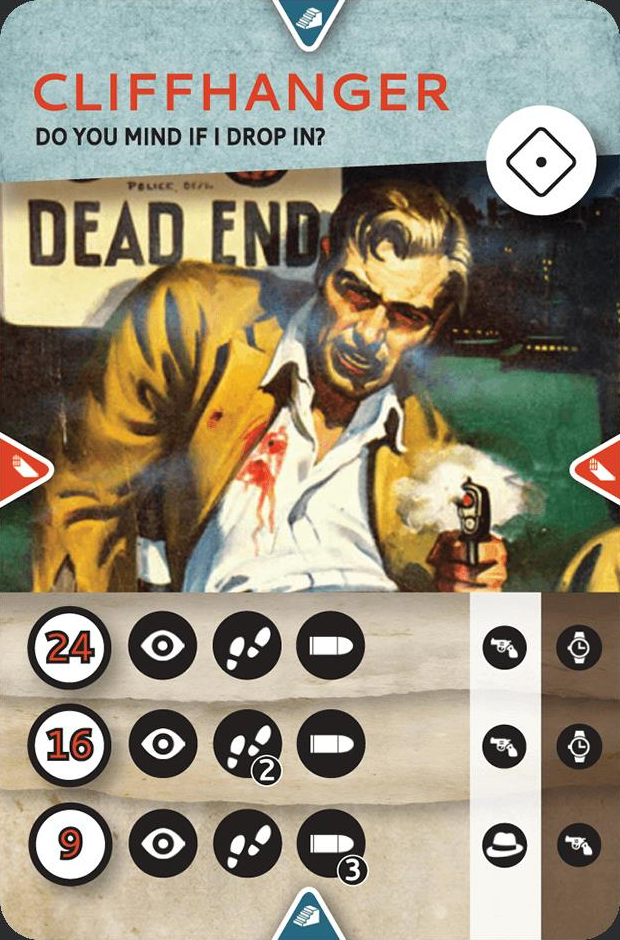 CLIFFHANGER
DO YOU MIND IF I DROP IN?
POLICE, DEPT.
DEAD END
24
16
2
9
3